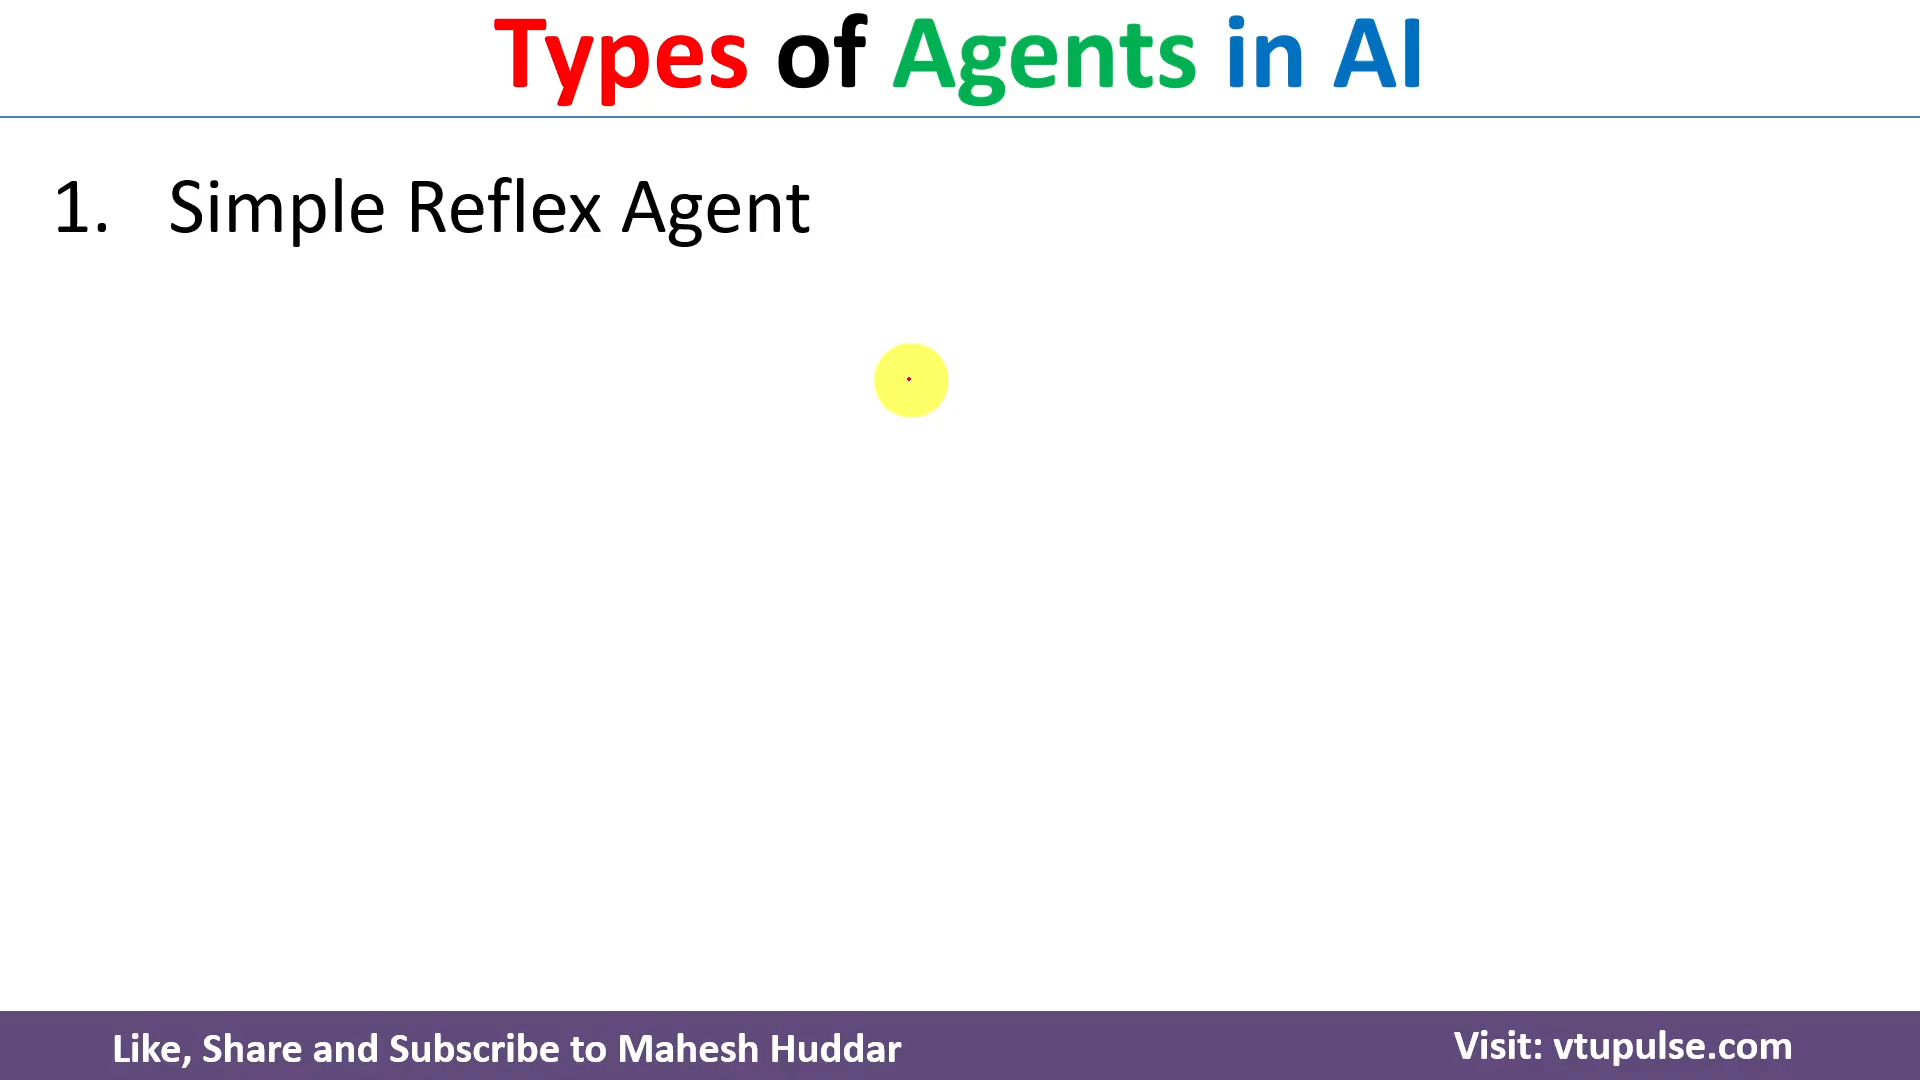 Types of Agents in AI
1. Simple Reflex Agent
Like, Share and Subscribe to Mahesh Huddar
Visit: vtupulse.com